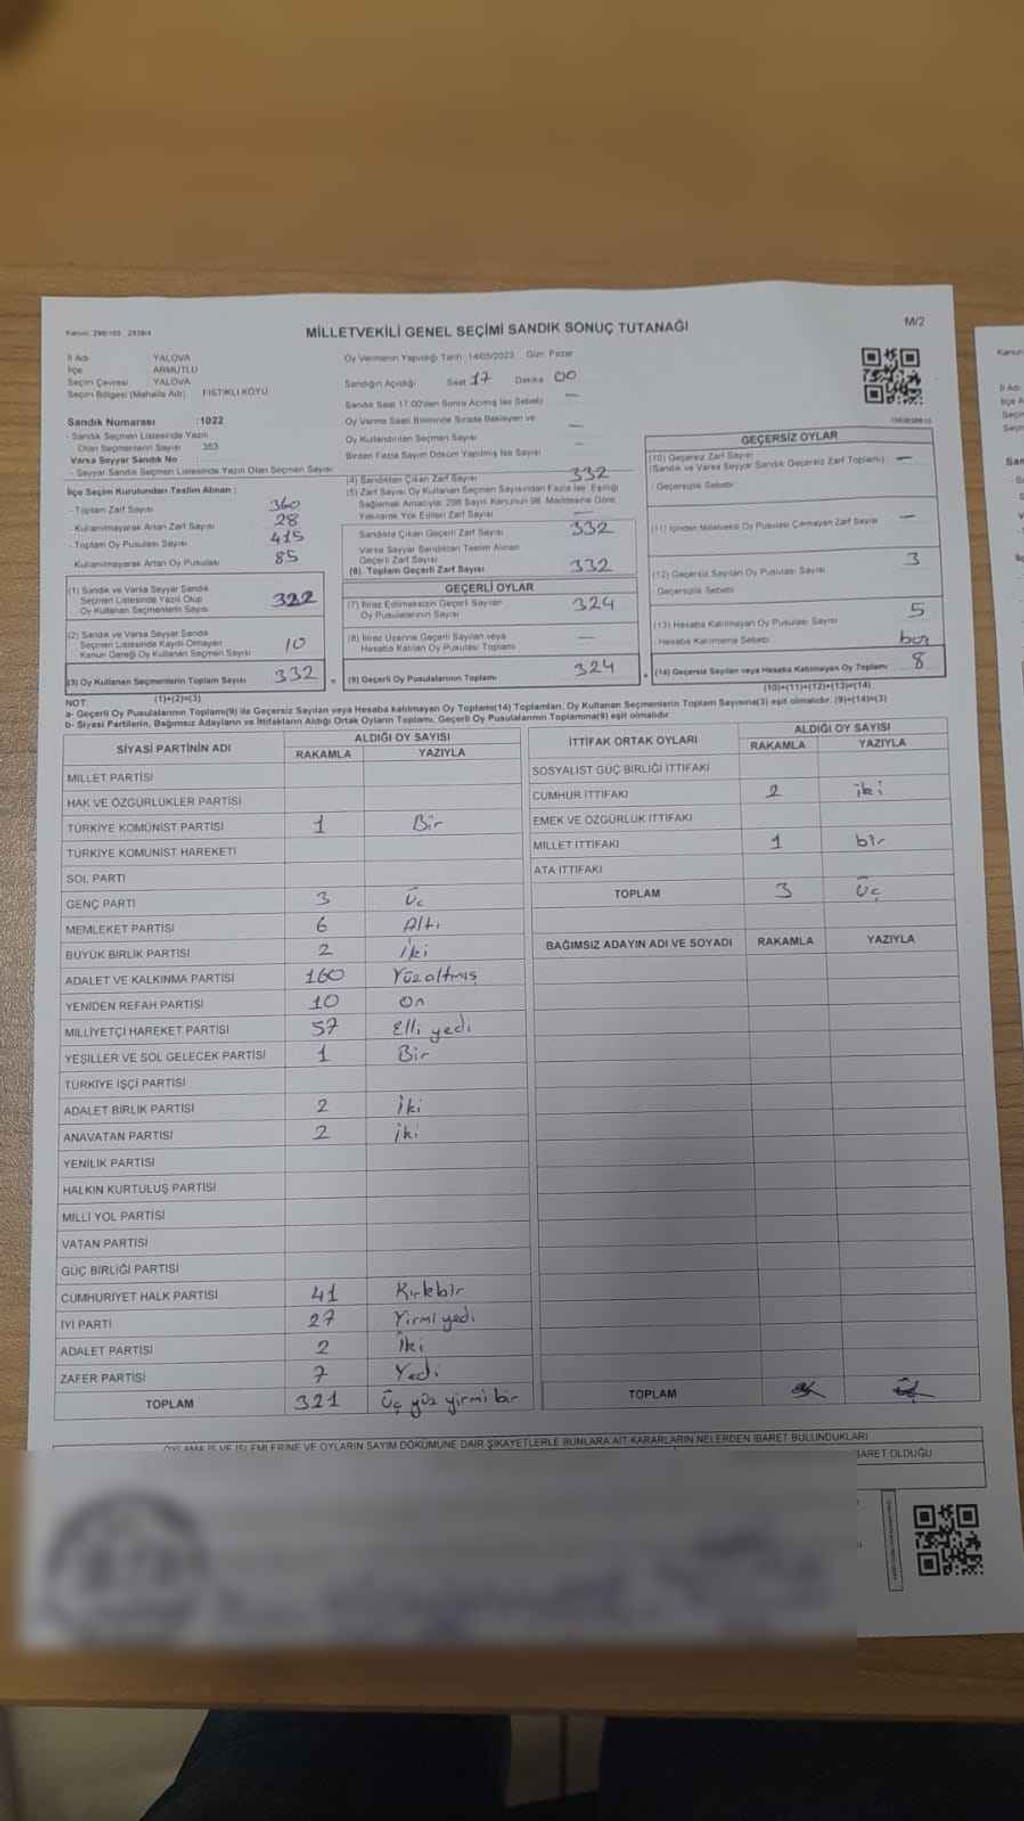 MİLLETVEKİLİ GENEL SEÇİMİ SANDIK SONUÇ TUTANAĞI
M/2
İl Adı YALOVA
İlçe ARMUTLU
Seçim Çevresi YALOVA
Seçim Bölgesi (Mahalle Adı) FISTIKLI KÖYÜ
Sandık Numarası :1022
- Sandık Seçmen Listesinde Yazılı
Olan Seçmenlerin Sayısı 353
Varsa Seyyar Sandık No
- Seyyar Sandık Seçmen Listesinde Yazılı Olan Seçmen Sayısı
Oy Vermenin Yapıldığı Tarih: 14/05/2023 Gün: Pazar
Sandığın Açıldığı Saat 17 Dakika 00
Sandık Saat 17:00'den Sonra Açılmış İse Sebebi —
Oy Verme Saati Bitiminde Sırada Bekleyen ve
Oy Kullandırılan Seçmen Sayısı —
Birden Fazla Sayım Döküm Yapılmış İse Sayısı —
İlçe Seçim Kurulundan Teslim Alınan :
- Toplam Zarf Sayısı 360
- Kullanılmayarak Artan Zarf Sayısı 28
- Toplam Oy Pusulası Sayısı 415
Kullanılmayarak Artan Oy Pusulası 85
(1) Sandık ve Varsa Seyyar Sandık
Seçmen Listesinde Yazılı Olup
Oy Kullanan Seçmenlerin Sayısı 322
(2) Sandık ve Varsa Seyyar Sandık
Seçmen Listesinde Kayıtlı Olmayan
Kanun Gereği Oy Kullanan Seçmen Sayısı 10
(3) Oy Kullanan Seçmenlerin Toplam Sayısı 332
(1)+(2)=(3)
(4) Sandıktan Çıkan Zarf Sayısı 332
(5) Zarf Sayısı Oy Kullanan Seçmen Sayısından Fazla İse, Eşitliği
Sağlamak Amacıyla; 298 Sayılı Kanunun 98. Maddesine Göre
Yakılarak Yok Edilen Zarf Sayısı —
Sandıkta Çıkan Geçerli Zarf Sayısı 332
Varsa Seyyar Sandıktan Teslim Alınan
Geçerli Zarf Sayısı
(6) Toplam Geçerli Zarf Sayısı 332
GEÇERLİ OYLAR
(7) İtiraz Edilmeksizin Geçerli Sayılan
Oy Pusulalarının Sayısı 324
(8) İtiraz Üzerine Geçerli Sayılan veya
Hesaba Katılan Oy Pusulası Toplamı —
(9) Geçerli Oy Pusulalarının Toplamı 324
GEÇERSİZ OYLAR
(10) Geçersiz Zarf Sayısı —
(Sandık ve Varsa Seyyar Sandık Geçersiz Zarf Toplamı)
Geçersizlik Sebebi
(11) İçinden Milletvekili Oy Pusulası Çıkmayan Zarf Sayısı —
(12) Geçersiz Sayılan Oy Pusulası Sayısı 3
Geçersizlik Sebebi
(13) Hesaba Katılmayan Oy Pusulası Sayısı 5
Hesaba Katılmama Sebebi boş
(14) Geçersiz Sayılan veya Hesaba Katılmayan Oy Toplamı 8
(10)+(11)+(12)+(13)=(14)
NOT:
a- Geçerli Oy Pusulalarının Toplamı(9) ile Geçersiz Sayılan veya Hesaba katılmayan Oy Toplamı(14) Toplamları, Oy Kullanan Seçmenlerin Toplam Sayısına(3) eşit olmalıdır. (9)+(14)=(3)
b- Siyasi Partilerin, Bağımsız Adayların ve İttifakların Aldığı Ortak Oyların Toplamı, Geçerli Oy Pusulalarının Toplamına(9) eşit olmalıdır.
SİYASİ PARTİNİN ADI ALDIĞI OY SAYISI
RAKAMLA YAZIYLA
MİLLET PARTİSİ
HAK VE ÖZGÜRLÜKLER PARTİSİ
TÜRKİYE KOMÜNİST PARTİSİ 1 Bir
TÜRKİYE KOMÜNİST HAREKETİ
SOL PARTİ
GENÇ PARTİ 3 Üç
MEMLEKET PARTİSİ 6 Altı
BÜYÜK BİRLİK PARTİSİ 2 İki
ADALET VE KALKINMA PARTİSİ 160 Yüzaltmış
YENİDEN REFAH PARTİSİ 10 On
MİLLİYETÇİ HAREKET PARTİSİ 57 Elli yedi
YEŞİLLER VE SOL GELECEK PARTİSİ 1 Bir
TÜRKİYE İŞÇİ PARTİSİ
ADALET BİRLİK PARTİSİ 2 İki
ANAVATAN PARTİSİ 2 iki
YENİLİK PARTİSİ
HALKIN KURTULUŞ PARTİSİ
MİLLİ YOL PARTİSİ
VATAN PARTİSİ
GÜÇ BİRLİĞİ PARTİSİ
CUMHURİYET HALK PARTİSİ 41 Kırkbir
İYİ PARTİ 27 Yirmi yedi
ADALET PARTİSİ 2 İki
ZAFER PARTİSİ 7 Yedi
TOPLAM 321 Üç yüz yirmi bir
İTTİFAK ORTAK OYLARI ALDIĞI OY SAYISI
RAKAMLA YAZIYLA
SOSYALİST GÜÇ BİRLİĞİ İTTİFAKI
CUMHUR İTTİFAKI 2 iki
EMEK VE ÖZGÜRLÜK İTTİFAKI
MİLLET İTTİFAKI 1 bir
ATA İTTİFAKI
TOPLAM 3 Üç
BAĞIMSIZ ADAYIN ADI VE SOYADI RAKAMLA YAZIYLA
TOPLAM
OYLAMA İŞ VE İŞLEMLERİNE VE OYLARIN SAYIM DÖKÜMÜNE DAİR ŞİKAYETLERLE BUNLARA AİT KARARLARIN NELERDEN İBARET BULUNDUKLARI
İBARET OLDUĞU